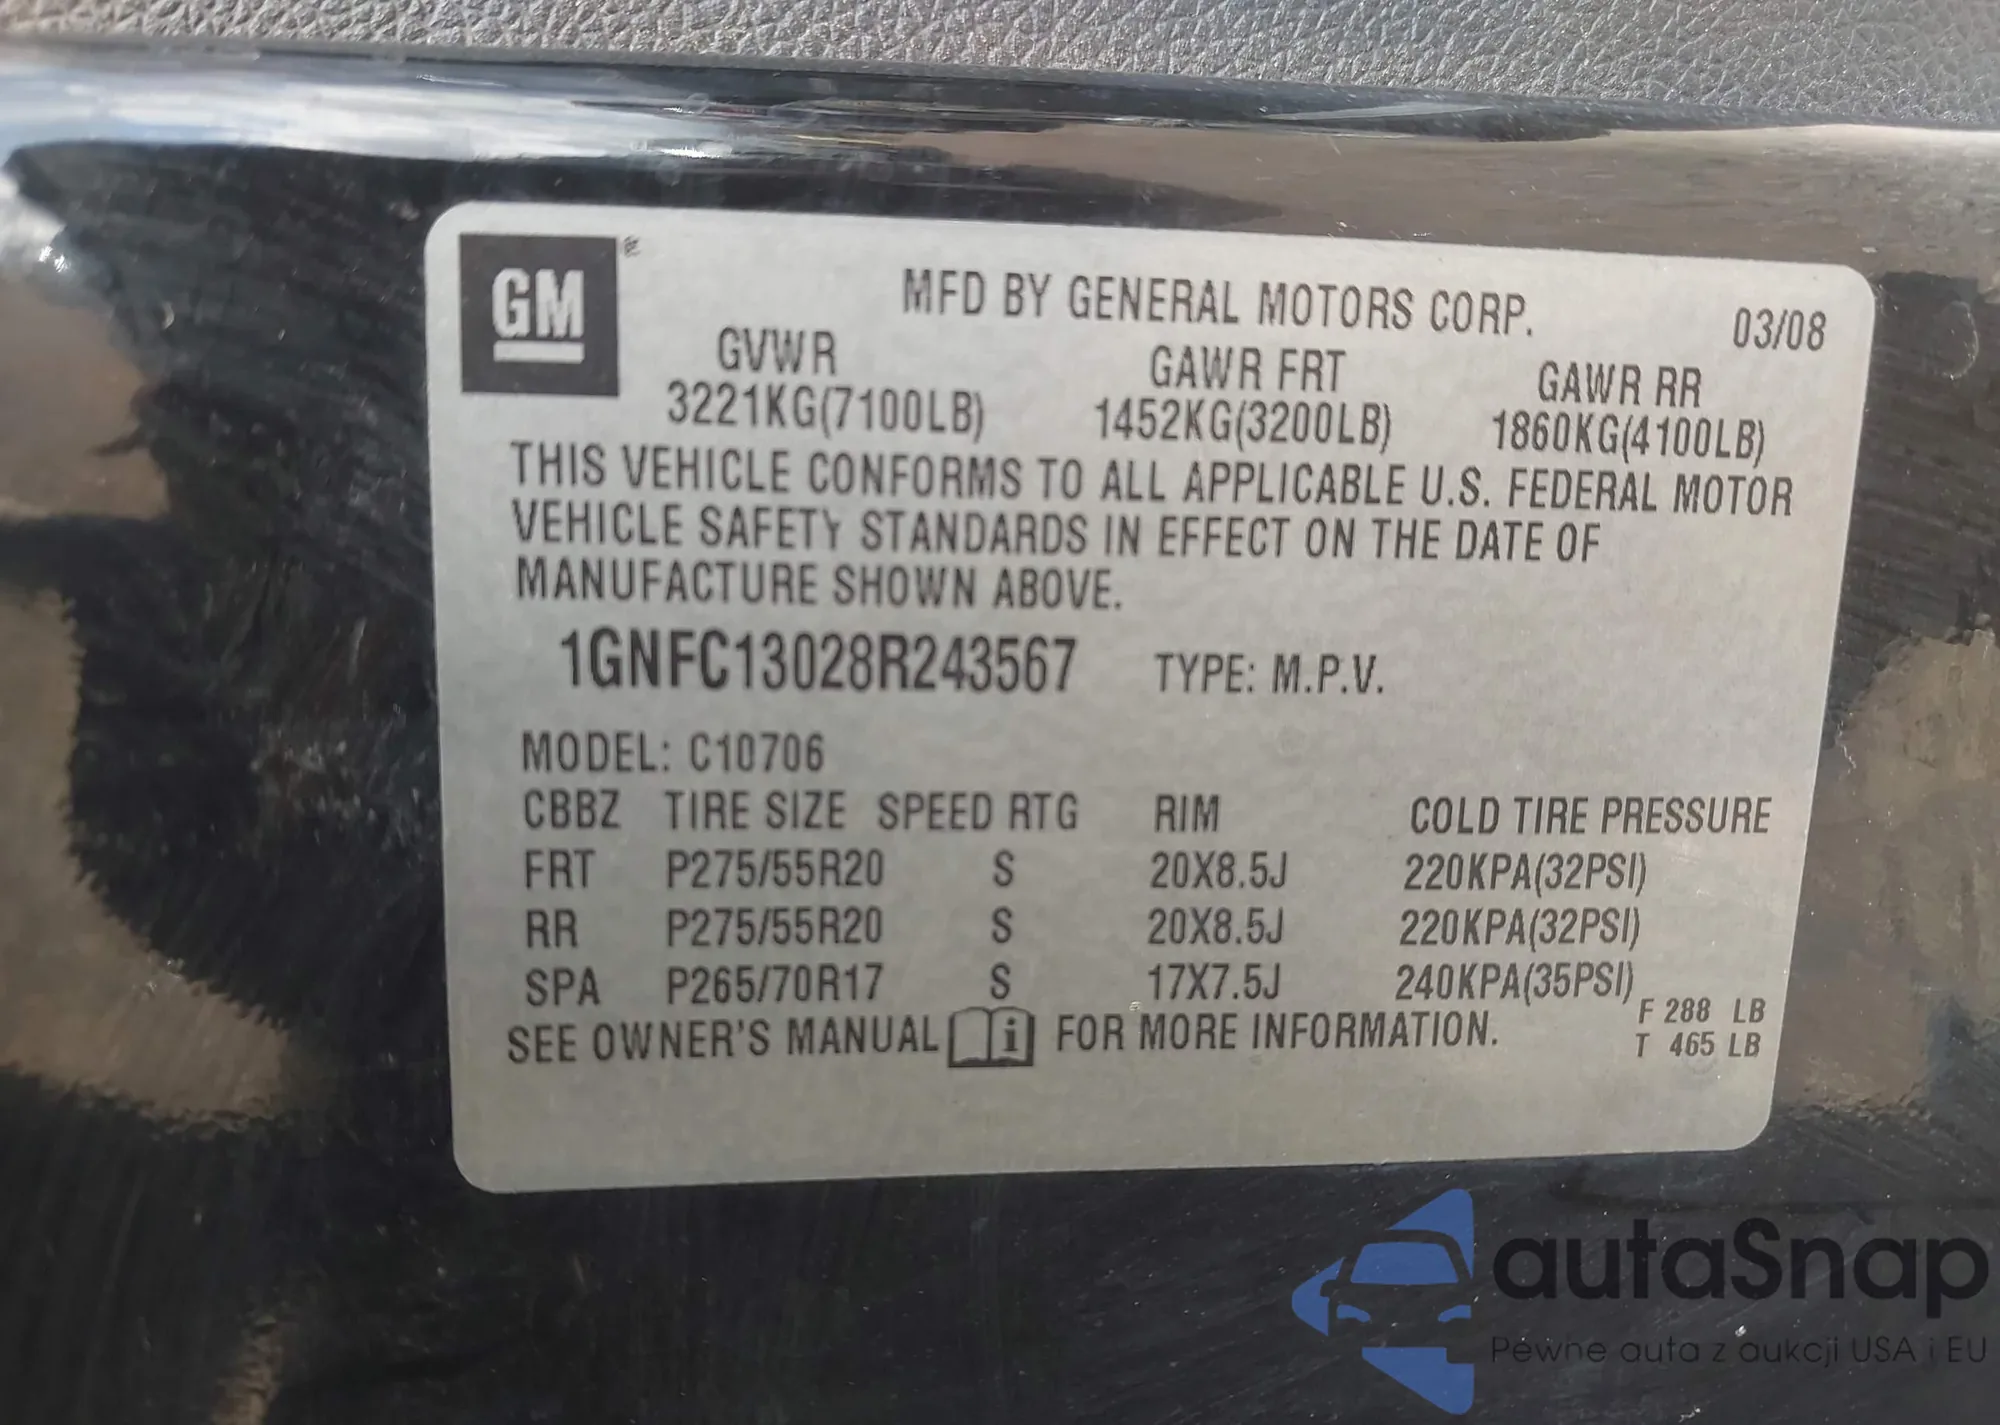 GM ®
MFD BY GENERAL MOTORS CORP. 03/08
GVWR GAWR FRT GAWR RR
3221KG(7100LB) 1452KG(3200LB) 1860KG(4100LB)
THIS VEHICLE CONFORMS TO ALL APPLICABLE U.S. FEDERAL MOTOR
VEHICLE SAFETY STANDARDS IN EFFECT ON THE DATE OF
MANUFACTURE SHOWN ABOVE.
1GNFC13028R243567 TYPE: M.P.V.
MODEL: C10706
CBBZ TIRE SIZE SPEED RTG RIM COLD TIRE PRESSURE
FRT P275/55R20 S 20X8.5J 220KPA(32PSI)
RR P275/55R20 S 20X8.5J 220KPA(32PSI)
SPA P265/70R17 S 17X7.5J 240KPA(35PSI)
SEE OWNER'S MANUAL i FOR MORE INFORMATION.
F 288 LB
T 465 LB
autaSnap
Pewne auta z aukcji USA i EU